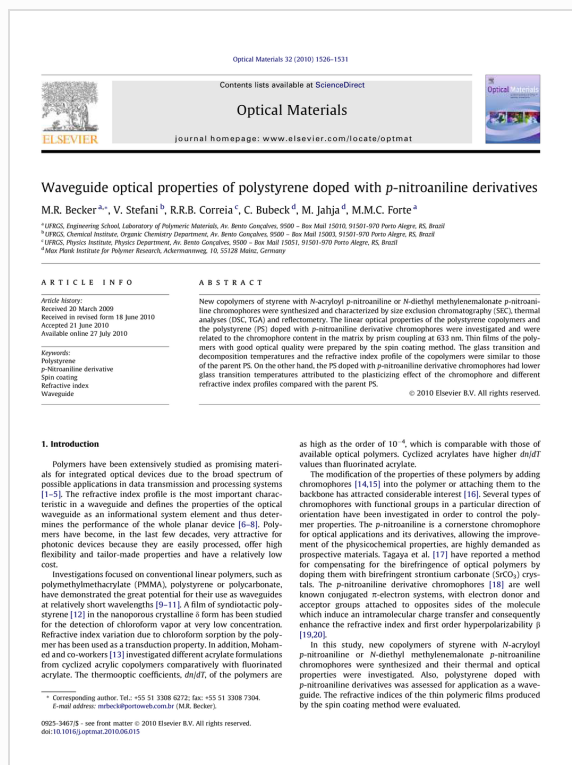 Optical Materials 32 (2010) 1526–1531
Contents lists available at ScienceDirect
Optical Materials
journal homepage: www.elsevier.com/locate/optmat
ELSEVIER
Optical Materials
Waveguide optical properties of polystyrene doped with p-nitroaniline derivatives
M.R. Becker a,*, V. Stefani b, R.R.B. Correia c, C. Bubeck d, M. Jahja d, M.M.C. Forte a
a UFRGS, Engineering School, Laboratory of Polymeric Materials, Av. Bento Gonçalves, 9500 – Box Mail 15010, 91501-970 Porto Alegre, RS, Brazil
b UFRGS, Chemical Institute, Organic Chemistry Department, Av. Bento Gonçalves, 9500 – Box Mail 15003, 91501-970 Porto Alegre, RS, Brazil
c UFRGS, Physics Institute, Physics Department, Av. Bento Gonçalves, 9500 – Box Mail 15051, 91501-970 Porto Alegre, RS, Brazil
d Max Plank Institute for Polymer Research, Ackermannweg, 10, 55128 Mainz, Germany
ARTICLE INFO
Article history:
Received 20 March 2009
Received in revised form 18 June 2010
Accepted 21 June 2010
Available online 27 July 2010
Keywords:
Polystyrene
p-Nitroaniline derivative
Spin coating
Refractive index
Waveguide
ABSTRACT
New copolymers of styrene with N-acryloyl p-nitroaniline or N-diethyl methylenemalonate p-nitroani-
line chromophores were synthesized and characterized by size exclusion chromatography (SEC), thermal
analyses (DSC, TGA) and reflectometry. The linear optical properties of the polystyrene copolymers and
the polystyrene (PS) doped with p-nitroaniline derivative chromophores were investigated and were
related to the chromophore content in the matrix by prism coupling at 633 nm. Thin films of the poly-
mers with good optical quality were prepared by the spin coating method. The glass transition and
decomposition temperatures and the refractive index profile of the copolymers were similar to those
of the parent PS. On the other hand, the PS doped with p-nitroaniline derivative chromophores had lower
glass transition temperatures attributed to the plasticizing effect of the chromophore and different
refractive index profiles compared with the parent PS.
© 2010 Elsevier B.V. All rights reserved.
1. Introduction
Polymers have been extensively studied as promising materi-
als for integrated optical devices due to the broad spectrum of
possible applications in data transmission and processing systems
[1–5]. The refractive index profile is the most important charac-
teristic in a waveguide and defines the properties of the optical
waveguide as an informational system element and thus deter-
mines the performance of the whole planar device [6–8]. Poly-
mers have become, in the last few decades, very attractive for
photonic devices because they are easily processed, offer high
flexibility and tailor-made properties and have a relatively low
cost.
Investigations focused on conventional linear polymers, such as
polymethylmethacrylate (PMMA), polystyrene or polycarbonate,
have demonstrated the great potential for their use as waveguides
at relatively short wavelengths [9–11]. A film of syndiotactic poly-
styrene [12] in the nanoporous crystalline δ form has been studied
for the detection of chloroform vapor at very low concentration.
Refractive index variation due to chloroform sorption by the poly-
mer has been used as a transduction property. In addition, Moham-
ed and co-workers [13] investigated different acrylate formulations
from cyclized acrylic copolymers comparatively with fluorinated
acrylate. The thermooptic coefficients, dn/dT, of the polymers are
* Corresponding author. Tel.: +55 51 3308 6272; fax: +55 51 3308 7304.
E-mail address: mrbeck@portoweb.com.br (M.R. Becker).
0925-3467/$ - see front matter © 2010 Elsevier B.V. All rights reserved.
doi:10.1016/j.optmat.2010.06.015
as high as the order of 10−4, which is comparable with those of
available optical polymers. Cyclized acrylates have higher dn/dT
values than fluorinated acrylate.
The modification of the properties of these polymers by adding
chromophores [14,15] into the polymer or attaching them to the
backbone has attracted considerable interest [16]. Several types of
chromophores with functional groups in a particular direction of
orientation have been investigated in order to control the poly-
mer properties. The p-nitroaniline is a cornerstone chromophore
for optical applications and its derivatives, allowing the improve-
ment of the physicochemical properties, are highly demanded as
prospective materials. Tagaya et al. [17] have reported a method
for compensating for the birefringence of optical polymers by
doping them with birefringent strontium carbonate (SrCO3) crys-
tals. The p-nitroaniline derivative chromophores [18] are well
known conjugated π-electron systems, with electron donor and
acceptor groups attached to opposites sides of the molecule
which induce an intramolecular charge transfer and consequently
enhance the refractive index and first order hyperpolarizability β
[19,20].
In this study, new copolymers of styrene with N-acryloyl
p-nitroaniline or N-diethyl methylenemalonate p-nitroaniline
chromophores were synthesized and their thermal and optical
properties were investigated. Also, polystyrene doped with
p-nitroaniline derivatives was assessed for application as a wave-
guide. The refractive indices of the thin polymeric films produced
by the spin coating method were evaluated.